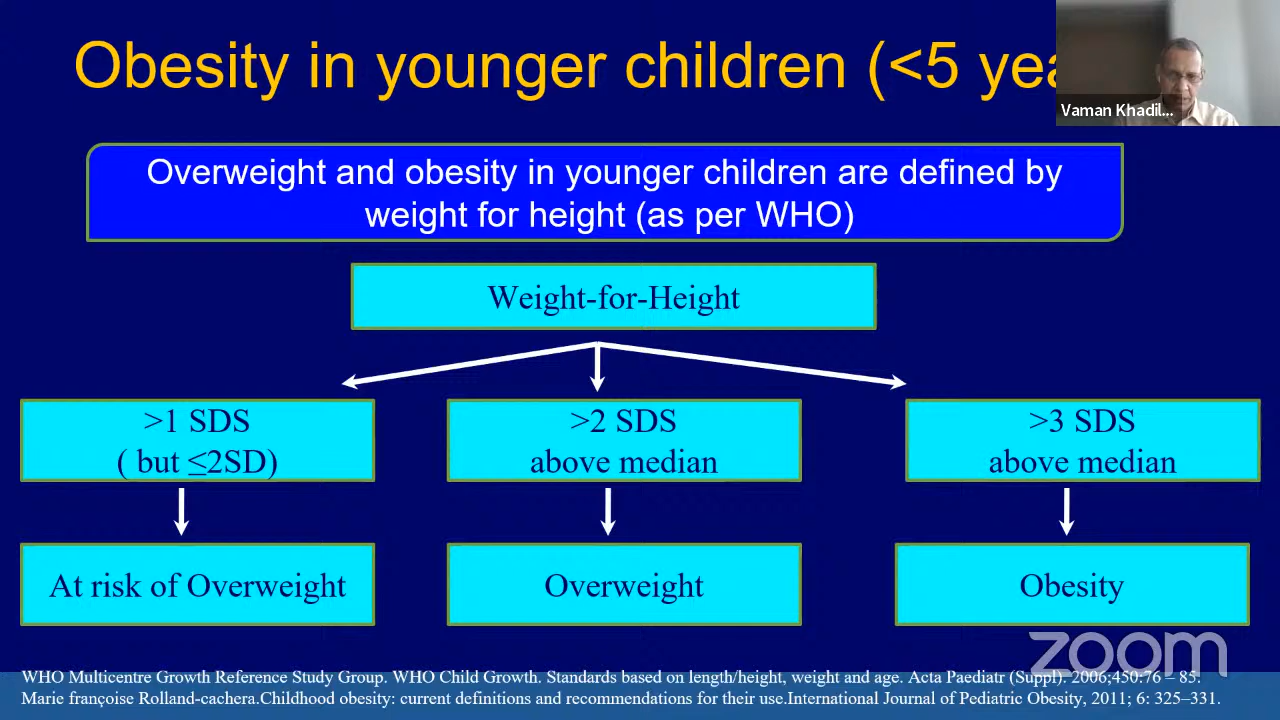 Obesity in younger children (<5 yea
Vaman Khadil...
Overweight and obesity in younger children are defined by
weight for height (as per WHO)
Weight-for-Height
>1 SDS
( but ≤2SD)
>2 SDS
above median
>3 SDS
above median
At risk of Overweight
Overweight
Obesity
zoom
WHO Multicentre Growth Reference Study Group. WHO Child Growth. Standards based on length/height, weight and age. Acta Paediatr (Suppl). 2006;450:76 – 85.
Marie françoise Rolland-cachera.Childhood obesity: current definitions and recommendations for their use.International Journal of Pediatric Obesity, 2011; 6: 325–331.